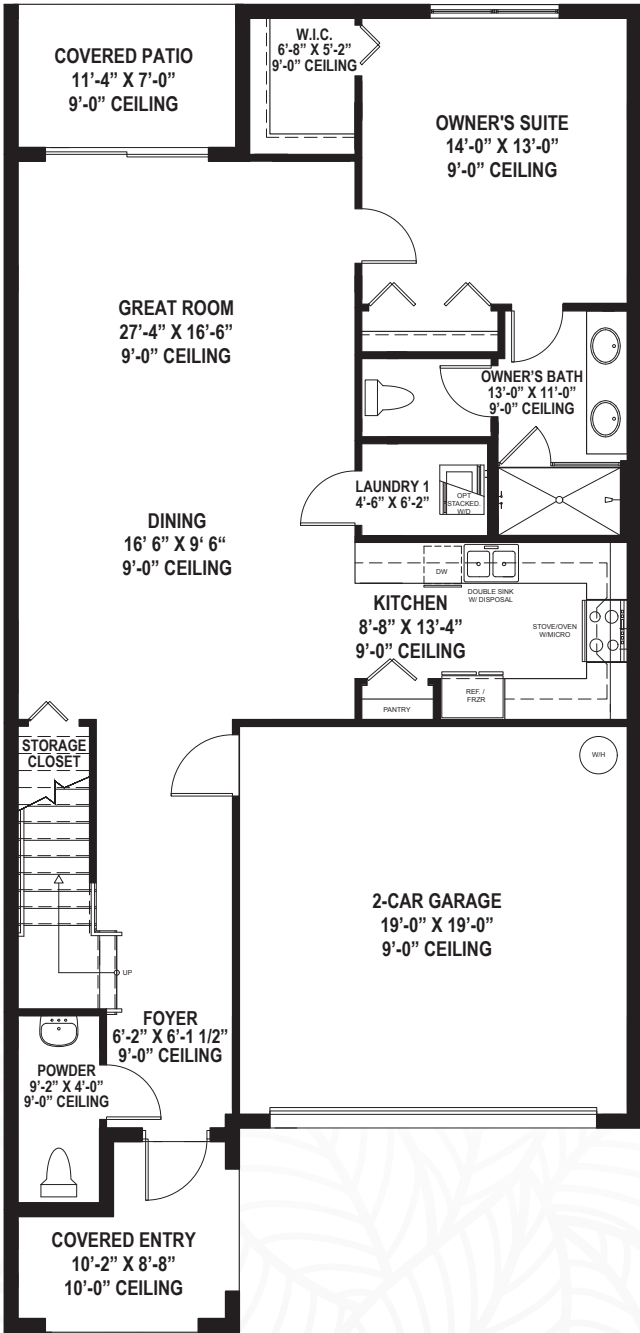 COVERED PATIO
11'-4” X 7'-0”
9'-0” CEILING
W.I.C.
6'-8” X 5'-2”
9'-0” CEILING
OWNER'S SUITE
14'-0” X 13'-0”
9'-0” CEILING
GREAT ROOM
27'-4” X 16'-6”
9'-0” CEILING
OWNER'S BATH
13'-0” X 11'-0”
9'-0” CEILING
LAUNDRY 1
4'-6” X 6'-2”
OPT
STACKED.
W/D
DINING
16' 6” X 9' 6“
9'-0” CEILING
DW
DOUBLE SINK
W/ DISPOSAL
KITCHEN
8'-8” X 13'-4”
9'-0” CEILING
STOVE/OVEN
W/MICRO
PANTRY
REF. /
FRZR
STORAGE
CLOSET
W/H
2-CAR GARAGE
19'-0” X 19'-0”
9'-0” CEILING
UP
FOYER
6'-2” X 6'-1 1/2”
9'-0” CEILING
POWDER
9'-2” X 4'-0”
9'-0” CEILING
COVERED ENTRY
10'-2” X 8'-8”
10'-0” CEILING